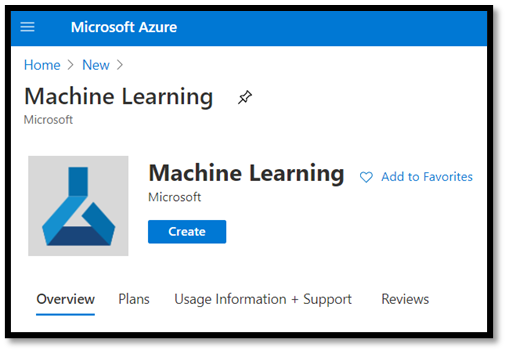 Microsoft Azure
Home > New >
Machine Learning
Microsoft
Machine Learning Add to Favorites
Microsoft
Create
Overview Plans Usage Information + Support Reviews